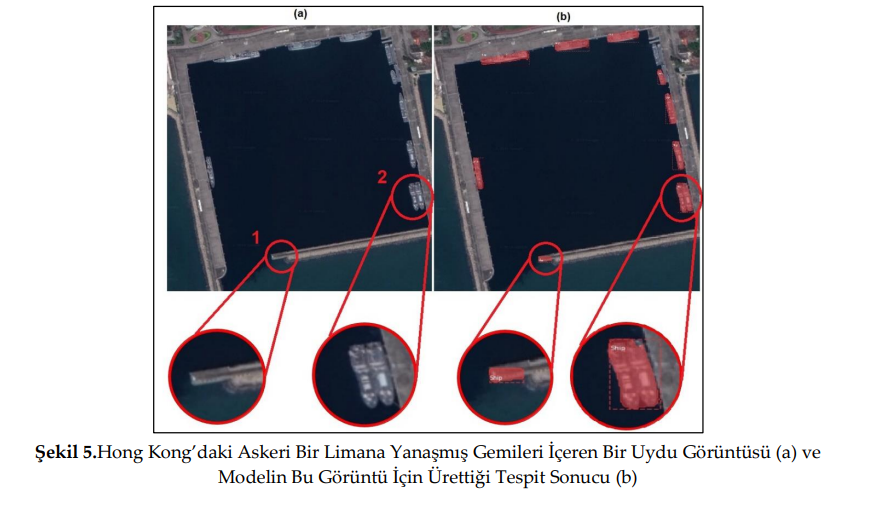 (a) (b)
2
1
Ship
Ship
Şekil 5.Hong Kong’daki Askeri Bir Limana Yanaşmış Gemileri İçeren Bir Uydu Görüntüsü (a) ve
Modelin Bu Görüntü İçin Ürettiği Tespit Sonucu (b)